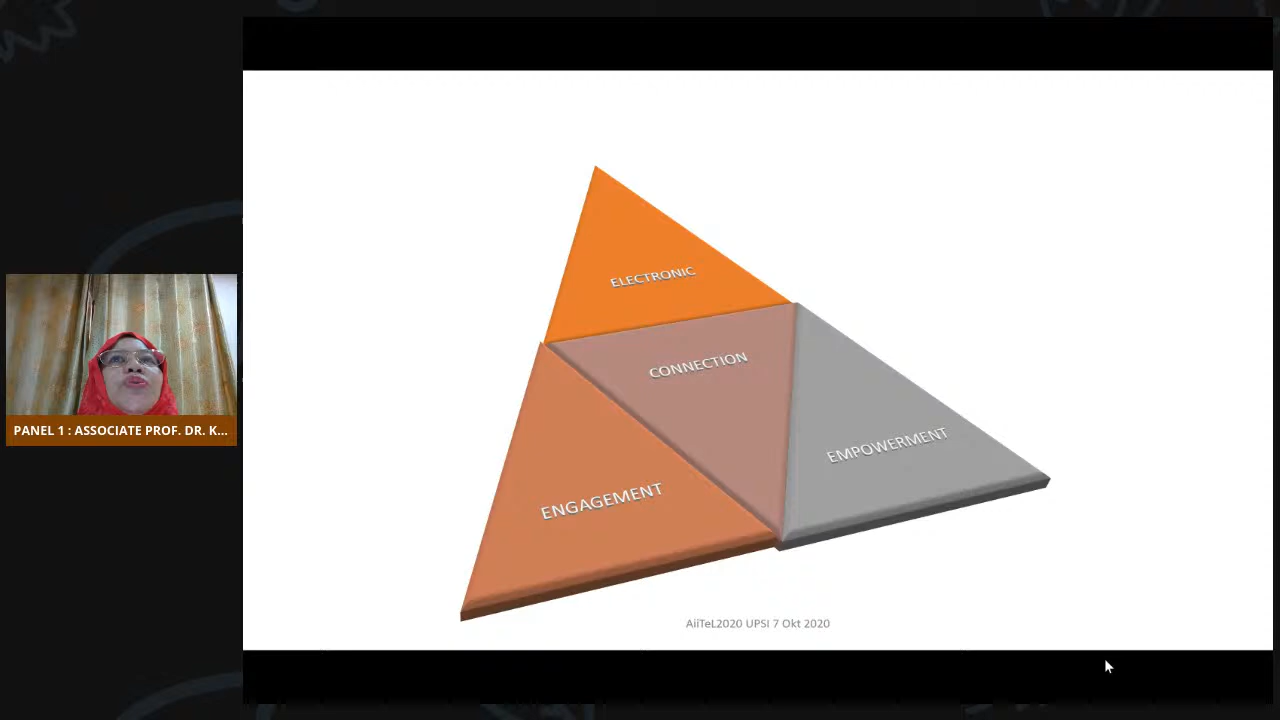 ELECTRONIC
CONNECTION
EMPOWERMENT
ENGAGEMENT
AiiTeL2020 UPSI 7 Okt 2020
PANEL 1 : ASSOCIATE PROF. DR. K...